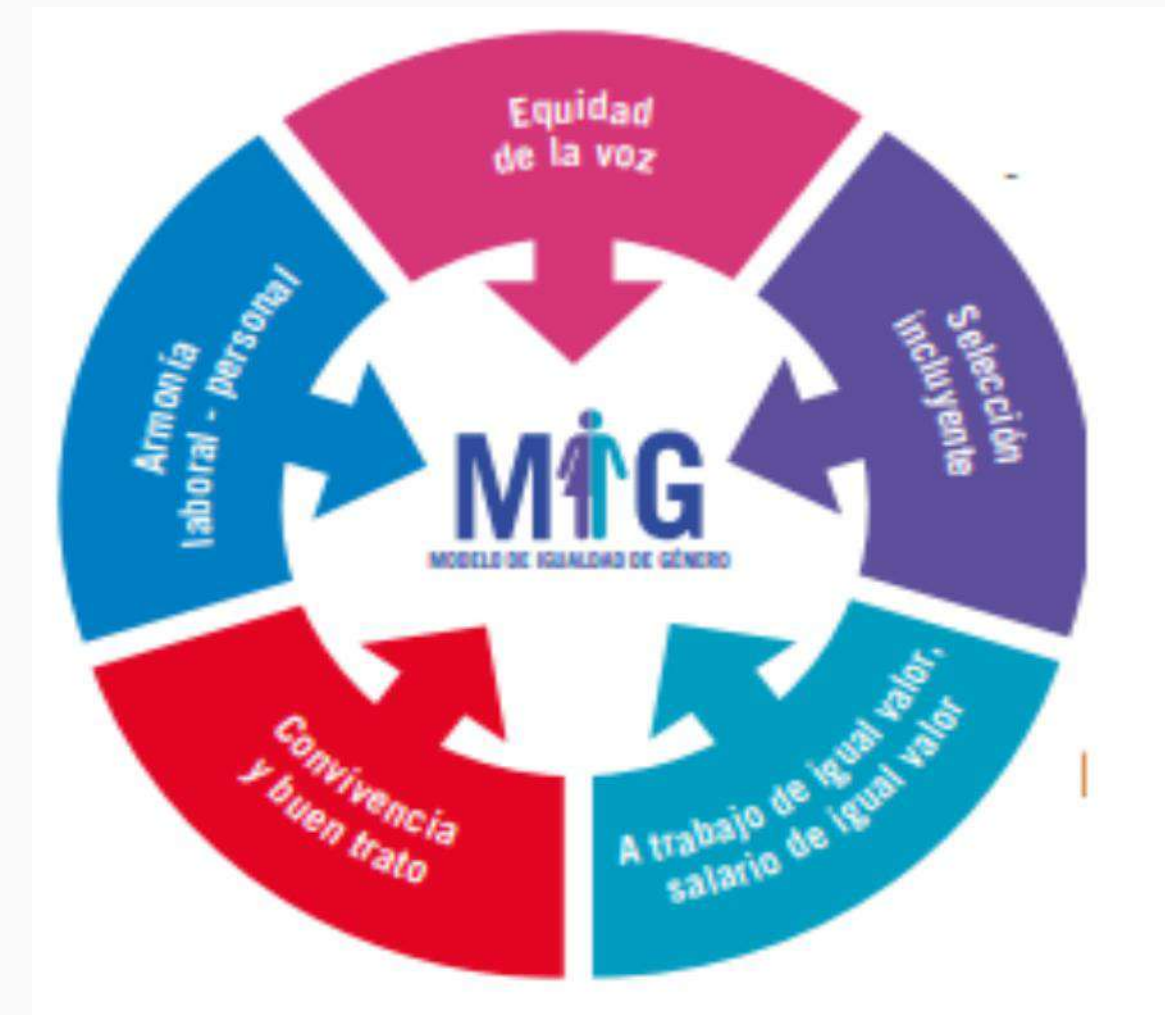 Equidad
de la voz
Selección
incluyente
A trabajo de igual valor,
salario de igual valor
Convivencia
y buen trato
Armonía
laboral - personal
MiG
MODELO DE IGUALDAD DE GÉNERO